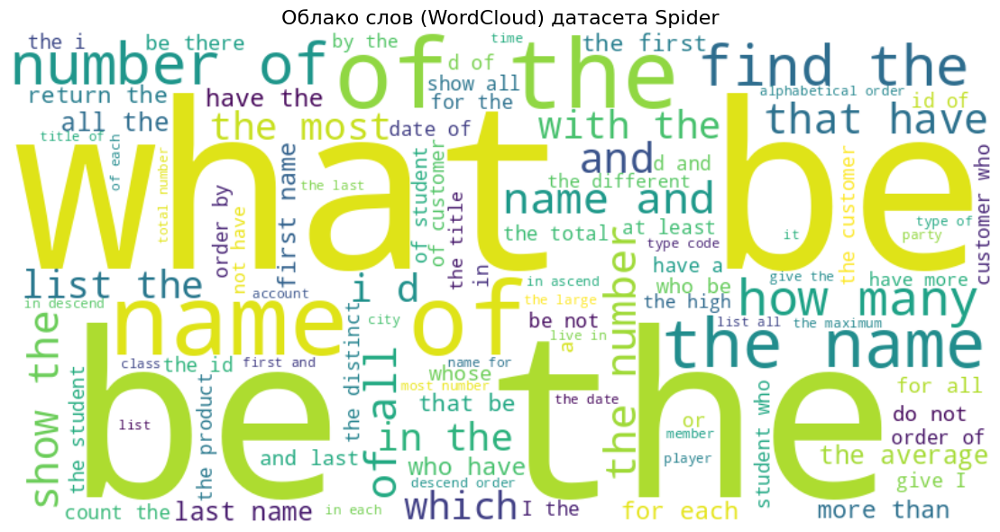 Облако слов (WordCloud) датасета Spider
the i
be there
by the
time
the first
number of
of the
find the
d of
show all
for the
return the
have the
alphabetical order
id of
all the
the most
date of
with the
that have
title of
of each
total number
what be
and
d and
the last
the different
first name
order by
not have
of student
of customer
the title
in
name and
the customer
customer who
type of
the total
at least
type code
it
party
list the
i d
in ascend
the number
have a
give the
have more
in descend
account
name of
the large
who be
the high
how many
city
be not
live in
a
list all
the maximum
the name
show the
class
the id
first and
the distinct
of all
name for
whose
most number
be the
that be
the date
for all
the student
the product
list
or
member
student who
do not
order of
in the
and last
who have
player
the average
descend order
give I
count the
last name
in each
which
I the
for each
more than